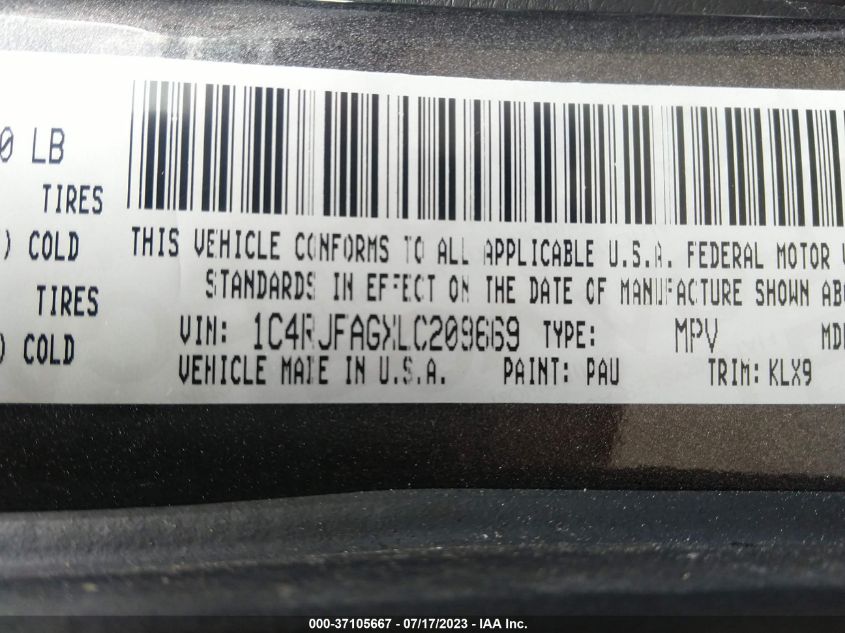 0 LB
TIRES
) COLD
TIRES
) COLD
THIS VEHICLE CONFORMS TO ALL APPLICABLE U.S.A. FEDERAL MOTOR V
STANDARDS IN EFFECT ON THE DATE OF MANUFACTURE SHOWN ABO
VIN: 1C4RJFAGXLC209669 TYPE: MPV MD
VEHICLE MADE IN U.S.A. PAINT: PAU TRIM: KLX9
000-37105667 - 07/17/2023 - IAA Inc.